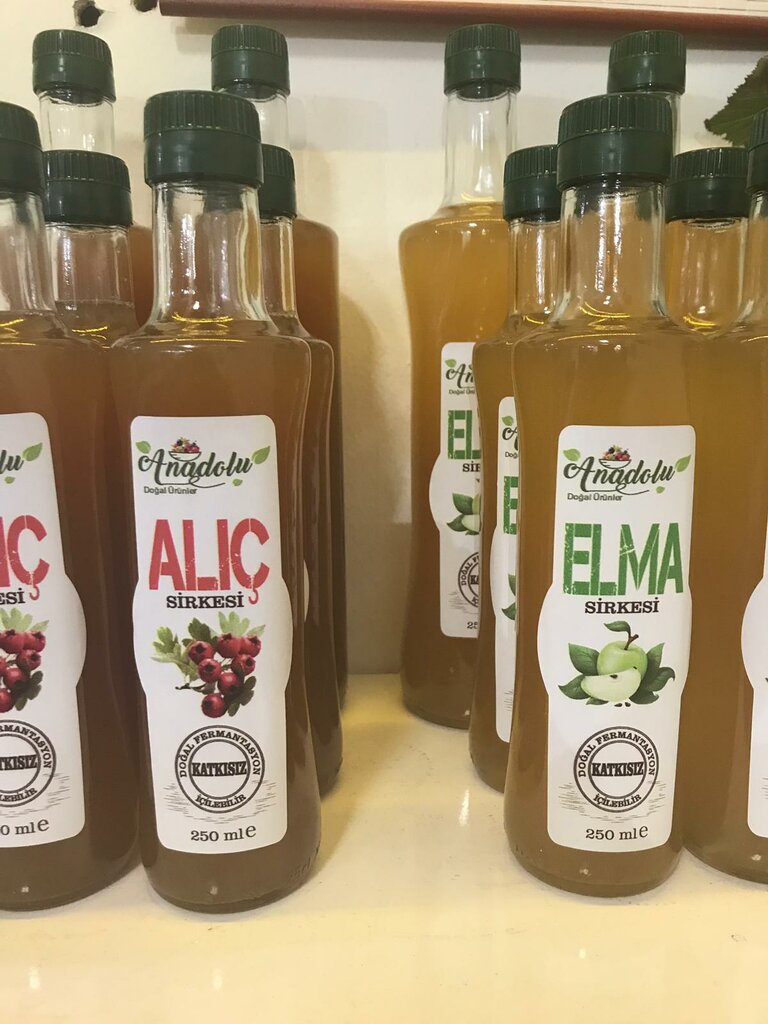 Anadolu
Doğal Ürünler
ALIÇ
SİRKESİ
DOĞAL FERMANTASYON
KATKISIZ
İÇİLEBİLİR
250 ml e
Anadolu
Doğal Ürünler
ELMA
SİRKESİ
DOĞAL FERMANTASYON
KATKISIZ
İÇİLEBİLİR
250 ml e